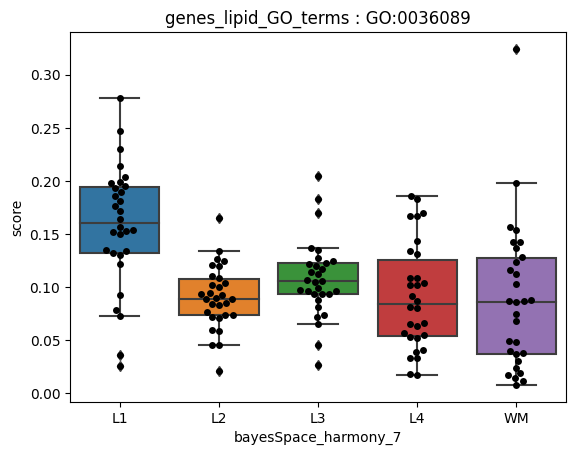 genes_lipid_GO_terms : GO:0036089
score
0.30
0.25
0.20
0.15
0.10
0.05
0.00
L1 L2 L3 L4 WM
bayesSpace_harmony_7